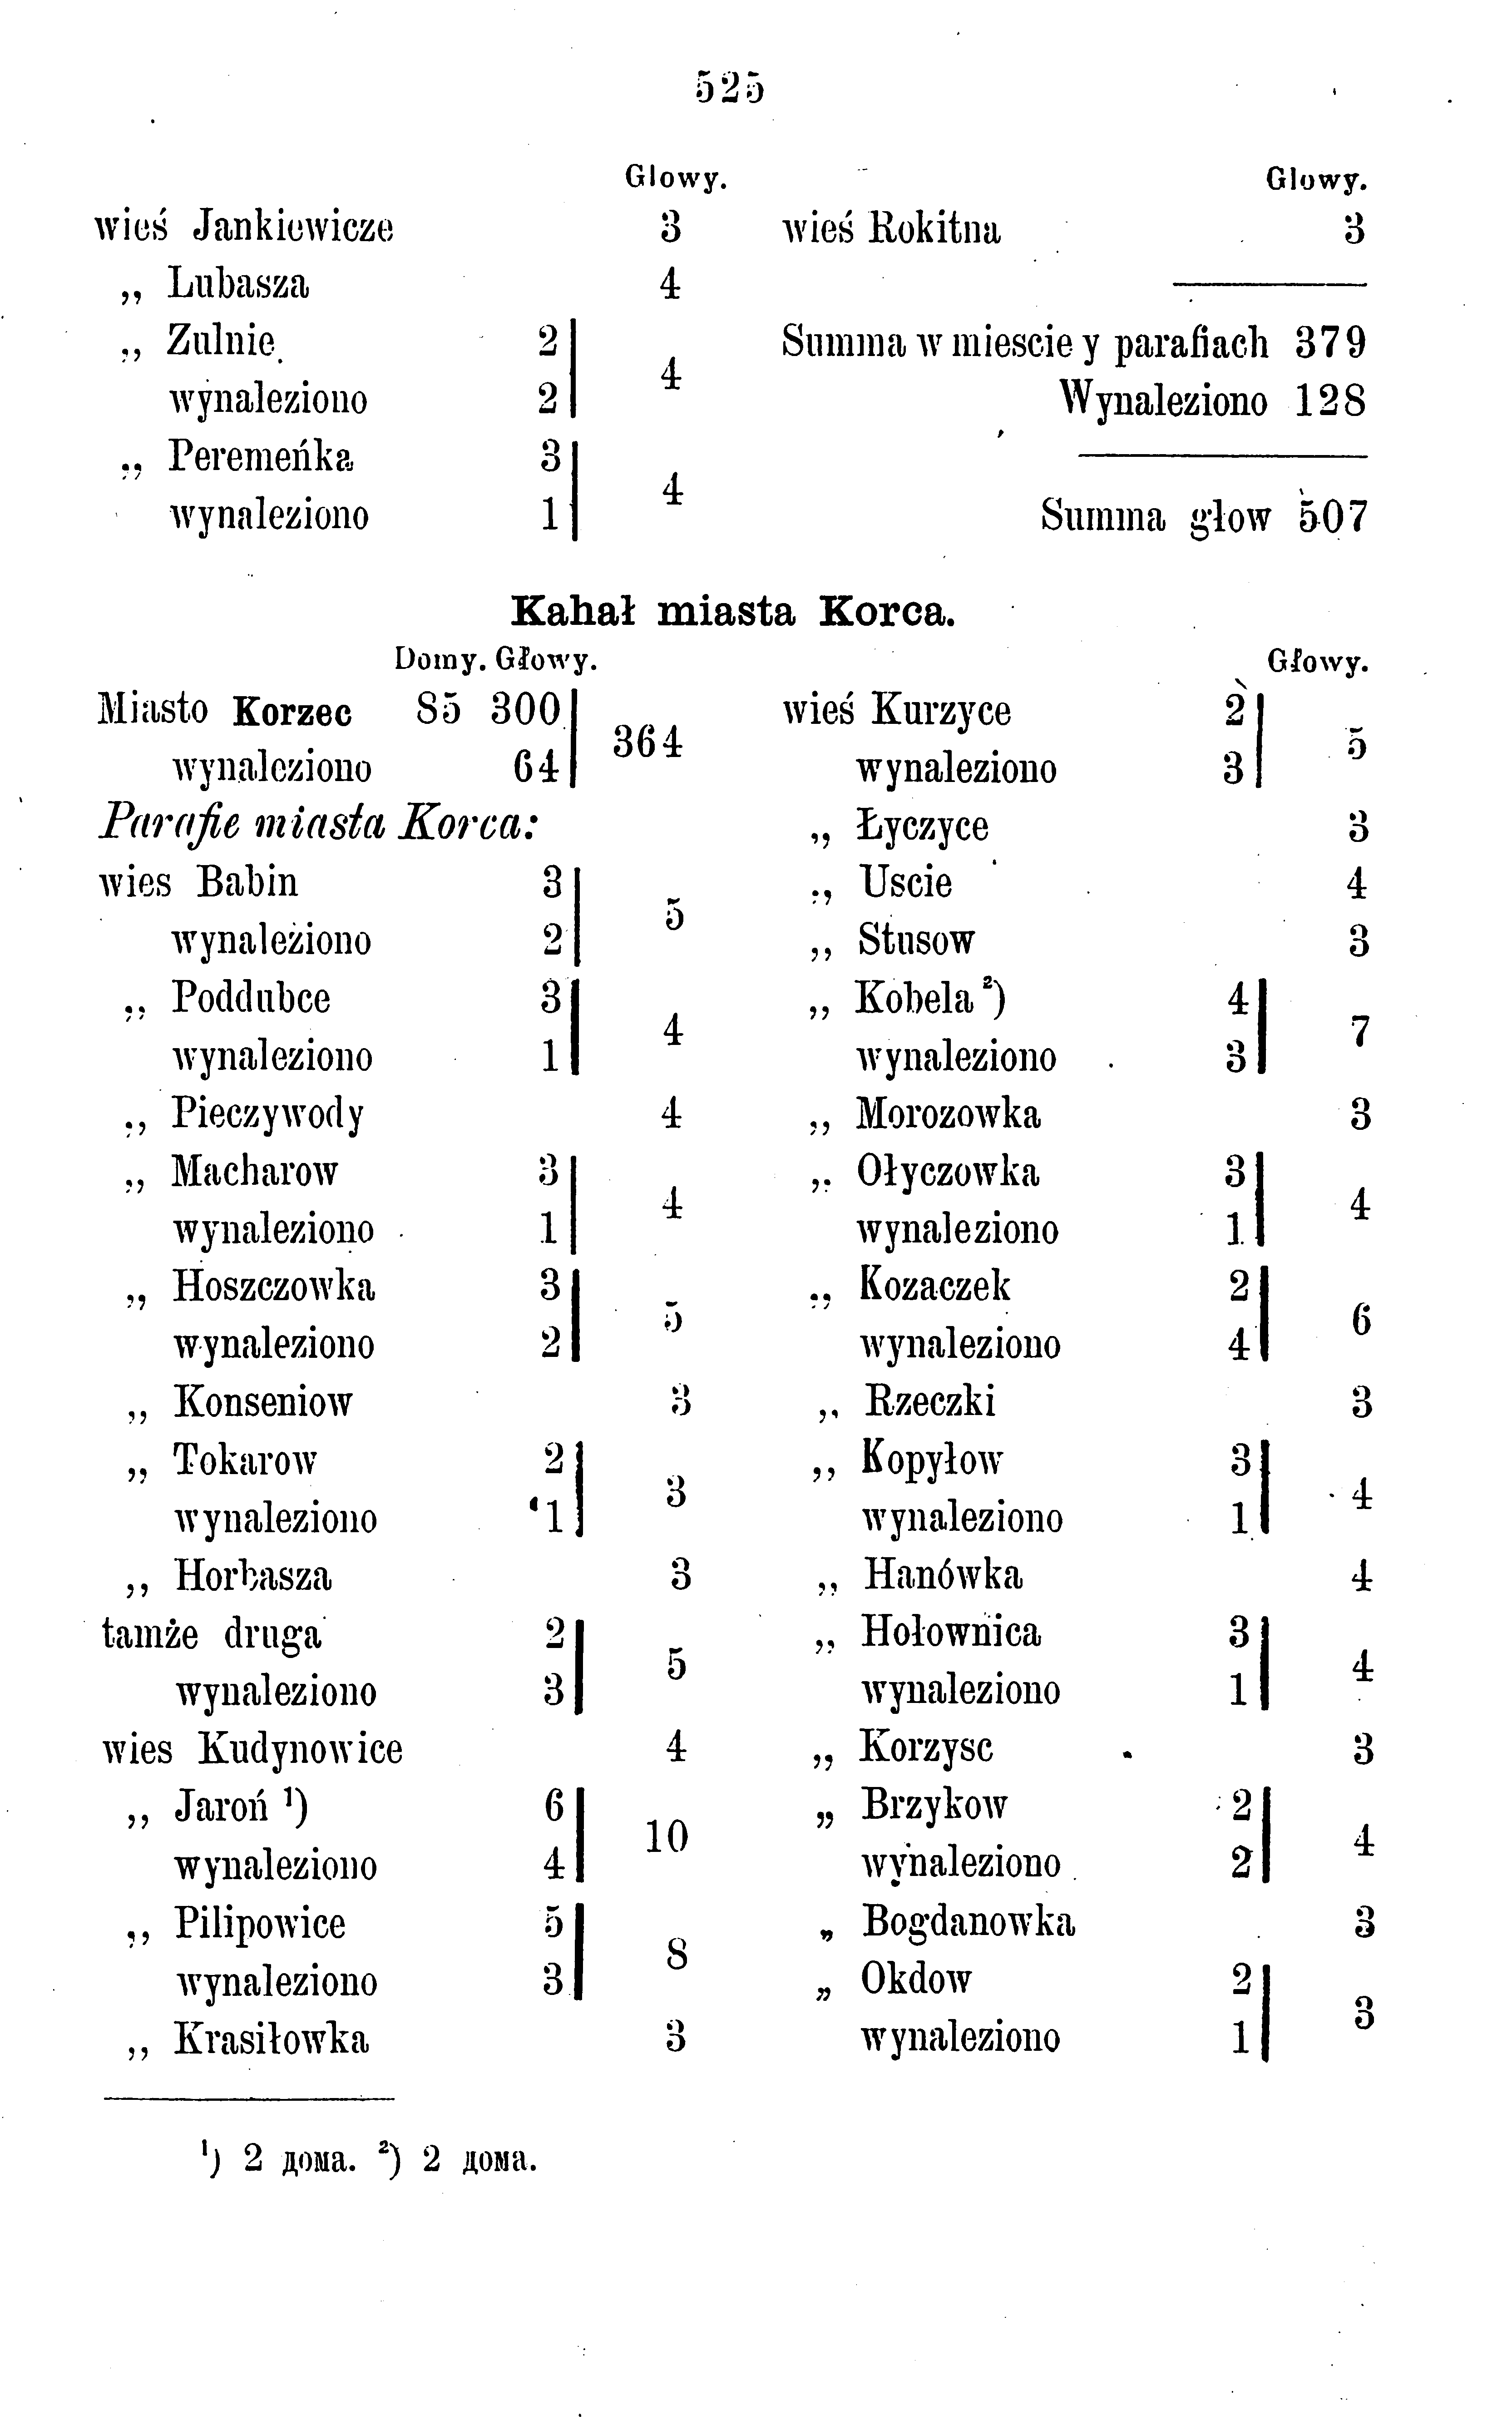 525
Glowy.
wieś Jankiewicze 3
„ Lubasza 4
„ Zulnie 2
4
wynaleziono 2
„ Peremeńka 3
4
wynaleziono 1
Glowy.
wieś Rokitna 3
Summa w miescie y parafiach 379
Wynaleziono 128
Summa głow 507
Kahał miasta Korca.
Domy. Głowy.
Miasto Korzec 85 300
364
wynaleziono 64
Parafie miasta Korca:
wies Babin 3
5
wynaleziono 2
„ Poddubce 3
4
wynaleziono 1
„ Pieczywody 4
„ Macharow 3
4
wynaleziono 1
„ Hoszczowka 3
5
wynaleziono 2
„ Konseniow 3
„ Tokarow 2
3
wynaleziono 1
„ Horbasza 3
tamże druga 2
5
wynaleziono 3
wies Kudynowice 4
„ Jaroń ¹) 6
10
wynaleziono 4
„ Pilipowice 5
8
wynaleziono 3
„ Krasiłowka 3
Głowy.
wieś Kurzyce 2
5
wynaleziono 3
„ Łyczyce 3
„ Uscie 4
„ Stusow 3
„ Kobela ²) 4
7
wynaleziono 3
„ Morozowka 3
„ Ołyczowka 3
4
wynaleziono 1
„ Kozaczek 2
6
wynaleziono 4
„ Rzeczki 3
„ Kopyłow 3
4
wynaleziono 1
„ Hanówka 4
„ Hołownica 3
4
wynaleziono 1
„ Korzysc 3
„ Brzykow 2
4
wynaleziono 2
„ Bogdanowka 3
„ Okdow 2
3
wynaleziono 1
¹) 2 дома. ²) 2 дома.